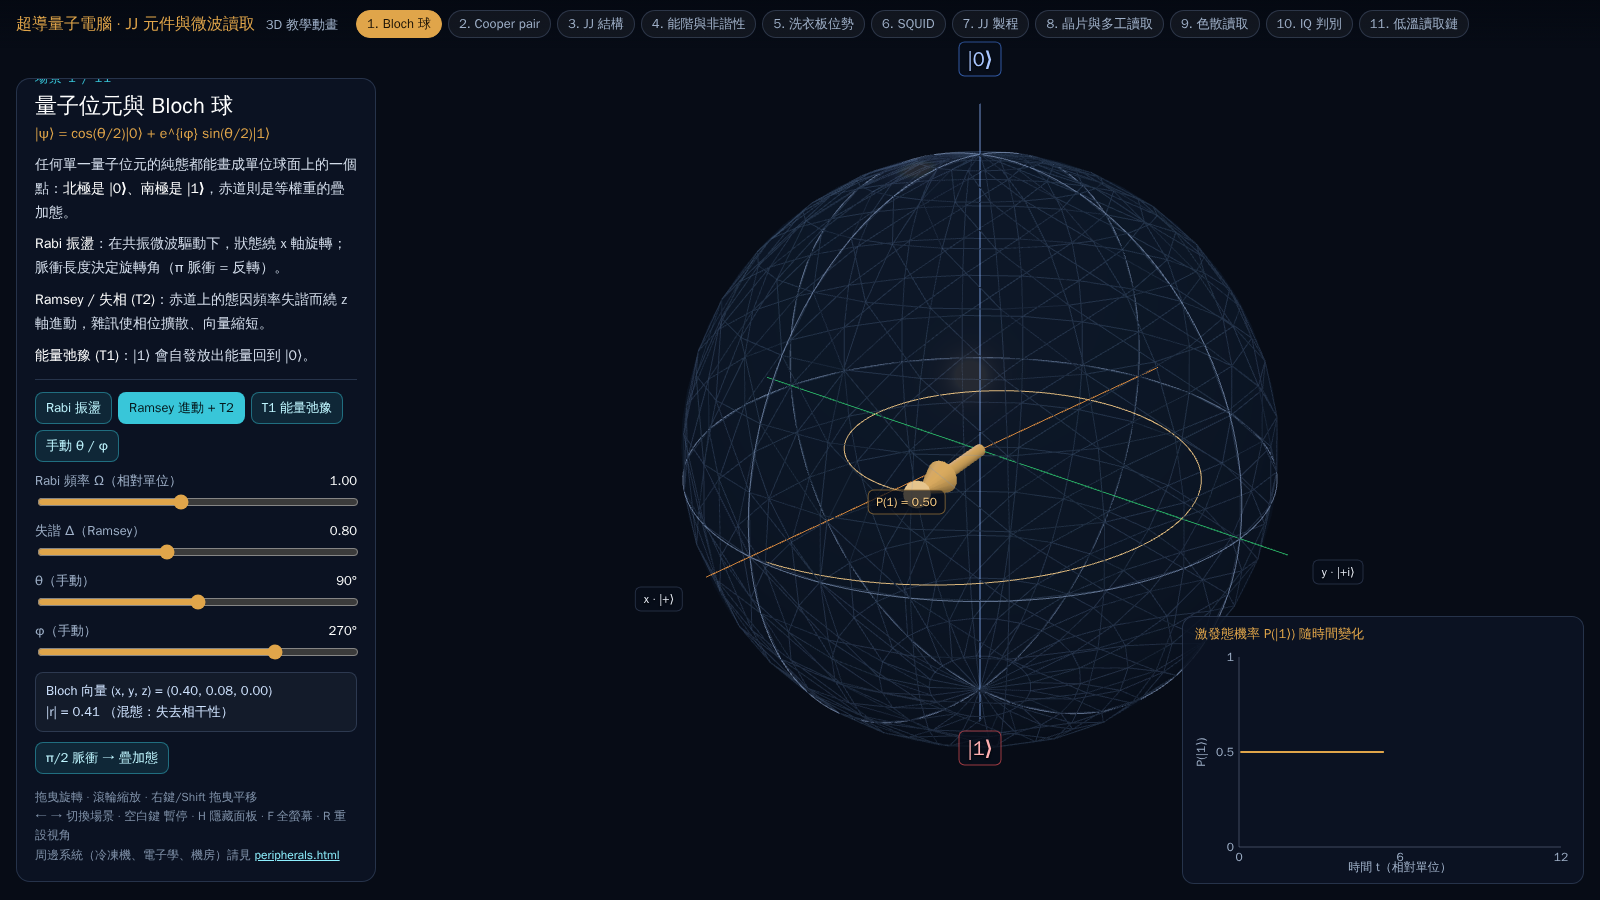 超導量子電腦 · JJ 元件與微波讀取 3D 教學動畫
1. Bloch 球
2. Cooper pair
3. JJ 結構
4. 能階與非諧性
5. 洗衣板位勢
6. SQUID
7. JJ 製程
8. 晶片與多工讀取
9. 色散讀取
10. IQ 判別
11. 低溫讀取鏈
場景 1 / 11
量子位元與 Bloch 球
|ψ⟩ = cos(θ/2)|0⟩ + e^{iφ} sin(θ/2)|1⟩
任何單一量子位元的純態都能畫成單位球面上的一個
點：北極是 |0⟩、南極是 |1⟩，赤道則是等權重的疊
加態。
Rabi 振盪：在共振微波驅動下，狀態繞 x 軸旋轉；
脈衝長度決定旋轉角（π 脈衝 = 反轉）。
Ramsey / 失相 (T2)：赤道上的態因頻率失諧而繞 z
軸進動，雜訊使相位擴散、向量縮短。
能量弛豫 (T1)：|1⟩ 會自發放出能量回到 |0⟩。
Rabi 振盪
Ramsey 進動 + T2
T1 能量弛豫
手動 θ / φ
Rabi 頻率 Ω（相對單位） 1.00
失諧 Δ（Ramsey） 0.80
θ（手動） 90°
φ（手動） 270°
Bloch 向量 (x, y, z) = (0.40, 0.08, 0.00)
|r| = 0.41 （混態：失去相干性）
π/2 脈衝 → 疊加態
拖曳旋轉 · 滾輪縮放 · 右鍵/Shift 拖曳平移
← → 切換場景 · 空白鍵 暫停 · H 隱藏面板 · F 全螢幕 · R 重
設視角
周邊系統（冷凍機、電子學、機房）請見 peripherals.html
|0⟩
P(1) = 0.50
x · |+⟩
y · |+i⟩
|1⟩
激發態機率 P(|1⟩) 隨時間變化
1
0.5
0
P(|1⟩)
0
6
12
時間 t（相對單位）